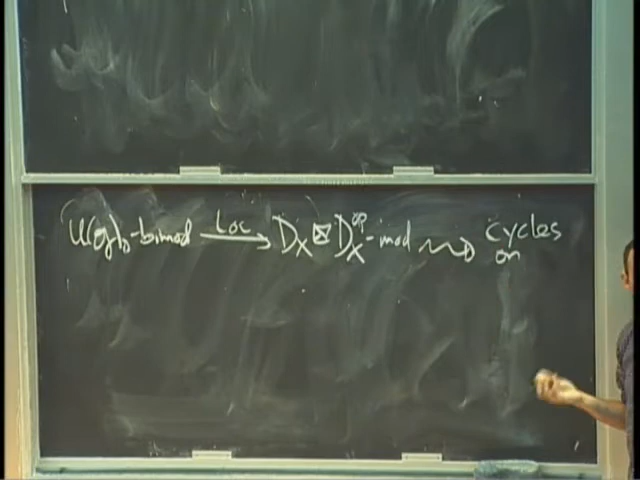 U(g)₀-bimod —Loc→ D_X ⊠ D_X^op-mod ⇝ cycles
on